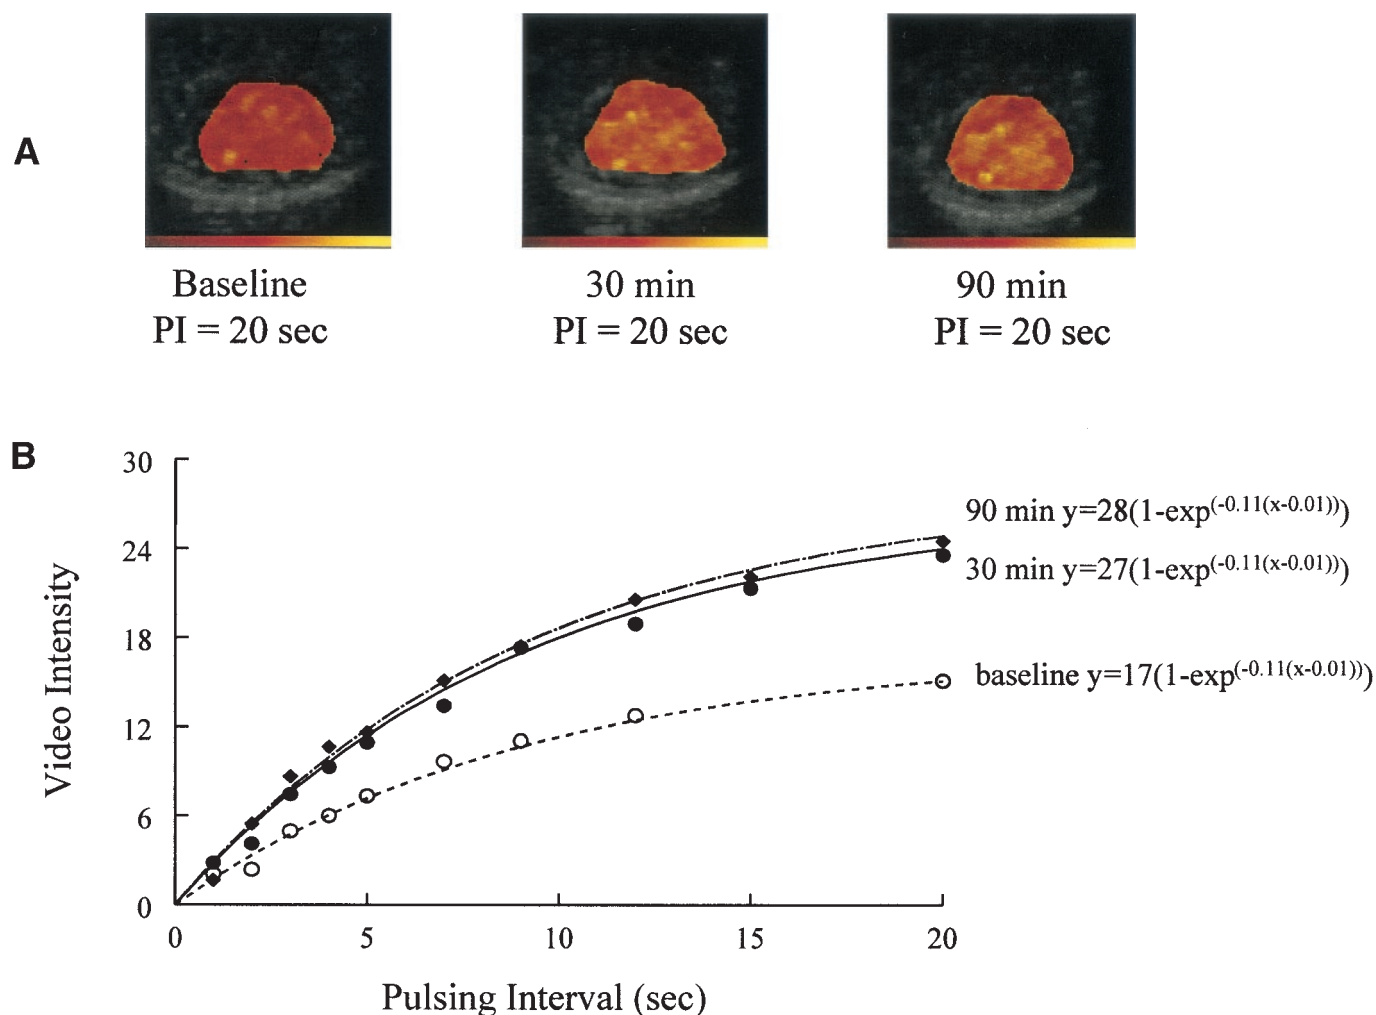 A
Baseline
PI = 20 sec
30 min
PI = 20 sec
90 min
PI = 20 sec
B
30
24
18
12
6
0
Video Intensity
90 min y=28(1-exp(-0.11(x-0.01)))
30 min y=27(1-exp(-0.11(x-0.01)))
baseline y=17(1-exp(-0.11(x-0.01)))
0 5 10 15 20
Pulsing Interval (sec)